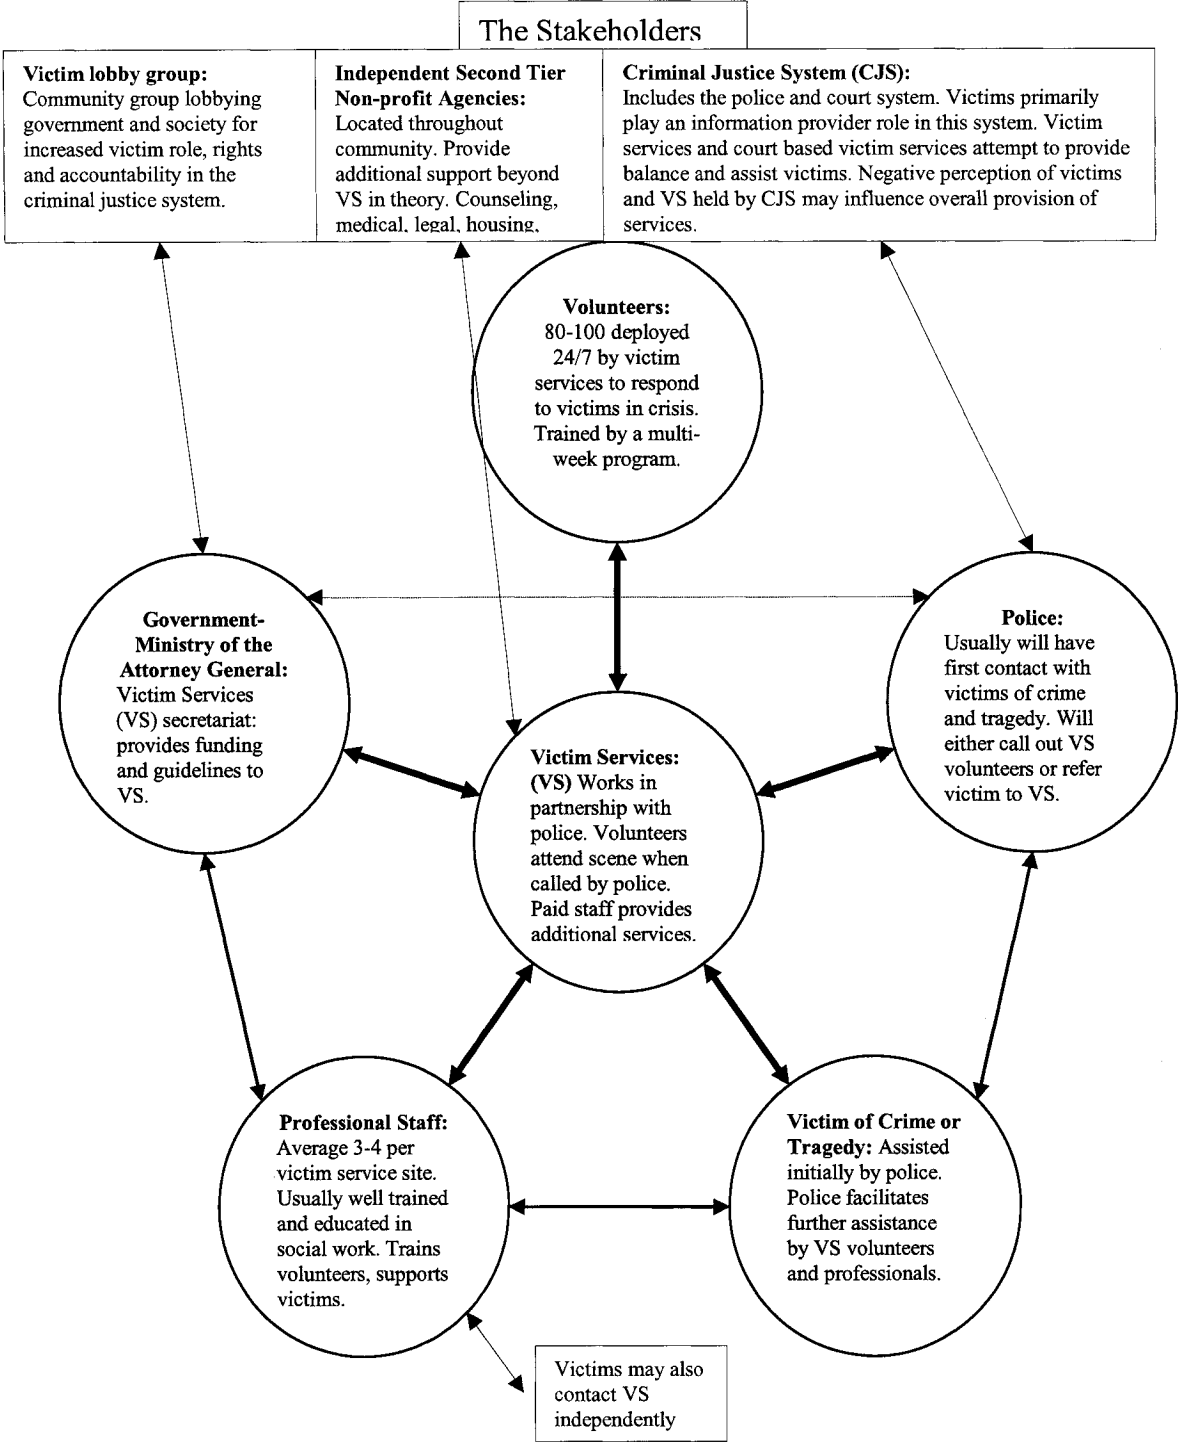 The Stakeholders
Victim lobby group:
Community group lobbying
government and society for
increased victim role, rights
and accountability in the
criminal justice system.
Independent Second Tier
Non-profit Agencies:
Located throughout
community. Provide
additional support beyond
VS in theory. Counseling,
medical, legal, housing,
Criminal Justice System (CJS):
Includes the police and court system. Victims primarily
play an information provider role in this system. Victim
services and court based victim services attempt to provide
balance and assist victims. Negative perception of victims
and VS held by CJS may influence overall provision of
services.
Volunteers:
80-100 deployed
24/7 by victim
services to respond
to victims in crisis.
Trained by a multi-
week program.
Government-
Ministry of the
Attorney General:
Victim Services
(VS) secretariat:
provides funding
and guidelines to
VS.
Police:
Usually will have
first contact with
victims of crime
and tragedy. Will
either call out VS
volunteers or refer
victim to VS.
Victim Services:
(VS) Works in
partnership with
police. Volunteers
attend scene when
called by police.
Paid staff provides
additional services.
Professional Staff:
Average 3-4 per
victim service site.
Usually well trained
and educated in
social work. Trains
volunteers, supports
victims.
Victim of Crime or
Tragedy: Assisted
initially by police.
Police facilitates
further assistance
by VS volunteers
and professionals.
Victims may also
contact VS
independently